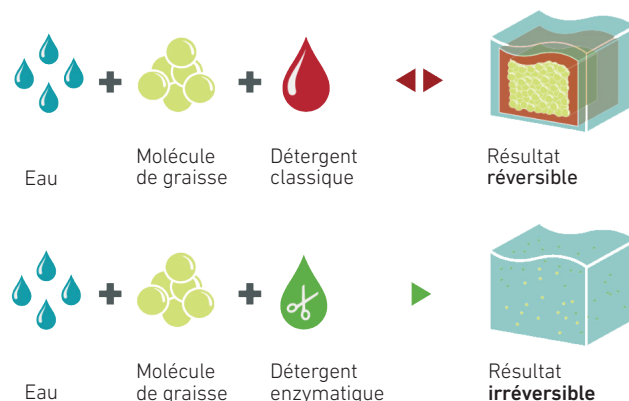 Eau
Molécule
de graisse
Détergent
classique
Résultat
réversible
Eau
Molécule
de graisse
Détergent
enzymatique
Résultat
irréversible